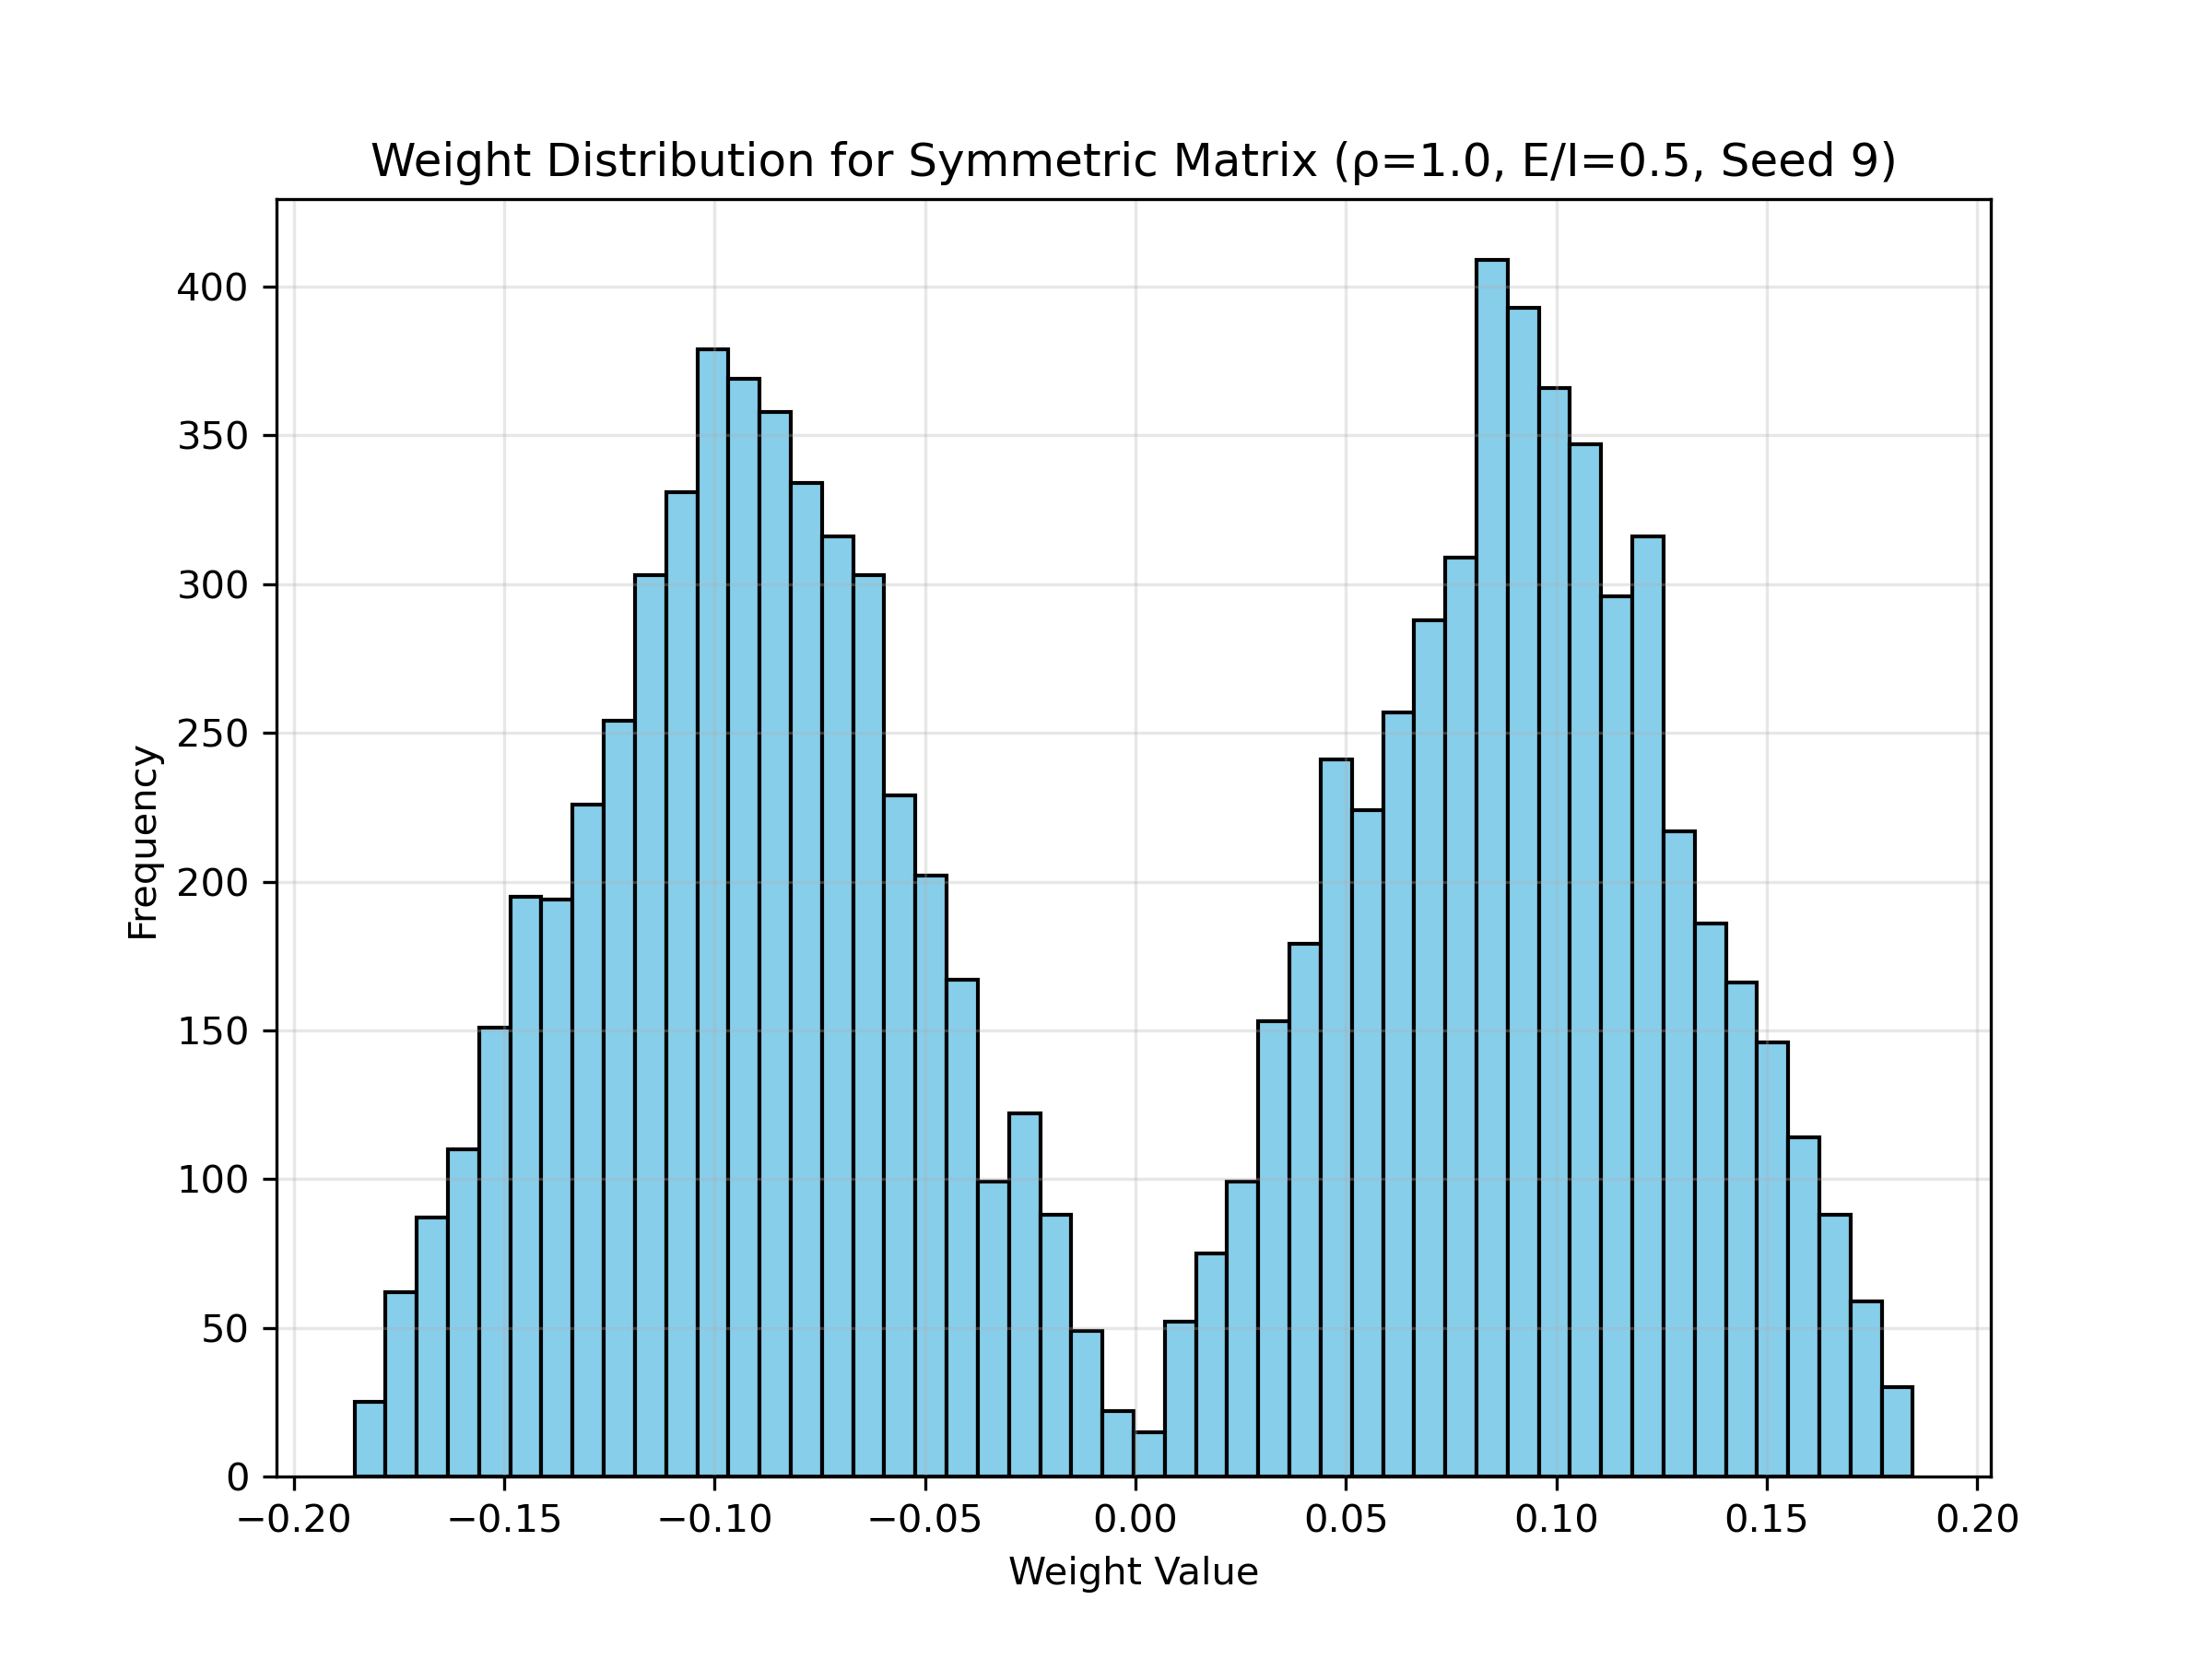 Weight Distribution for Symmetric Matrix (ρ=1.0, E/I=0.5, Seed 9)
400
350
300
250
200
150
100
50
0
Frequency
−0.20 −0.15 −0.10 −0.05 0.00 0.05 0.10 0.15 0.20
Weight Value